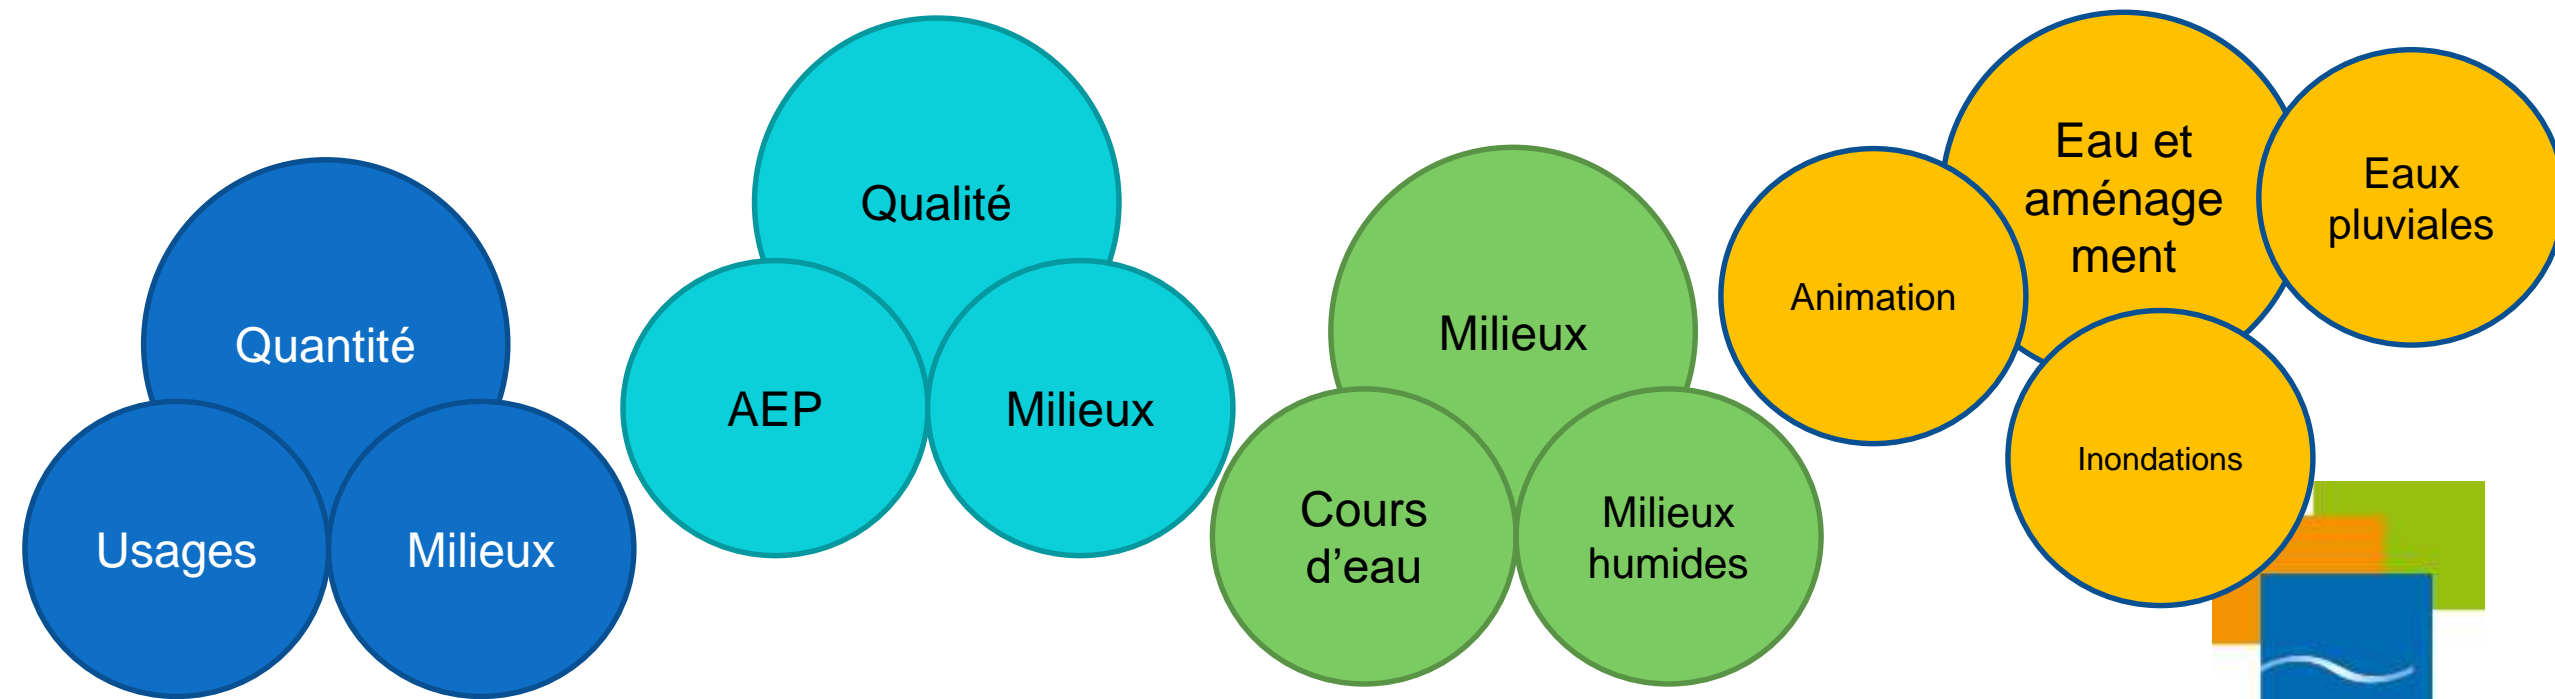 Quantité
Usages
Milieux
Qualité
AEP
Milieux
Milieux
Cours
d’eau
Milieux
humides
Eau et
aménage
ment
Animation
Eaux
pluviales
Inondations